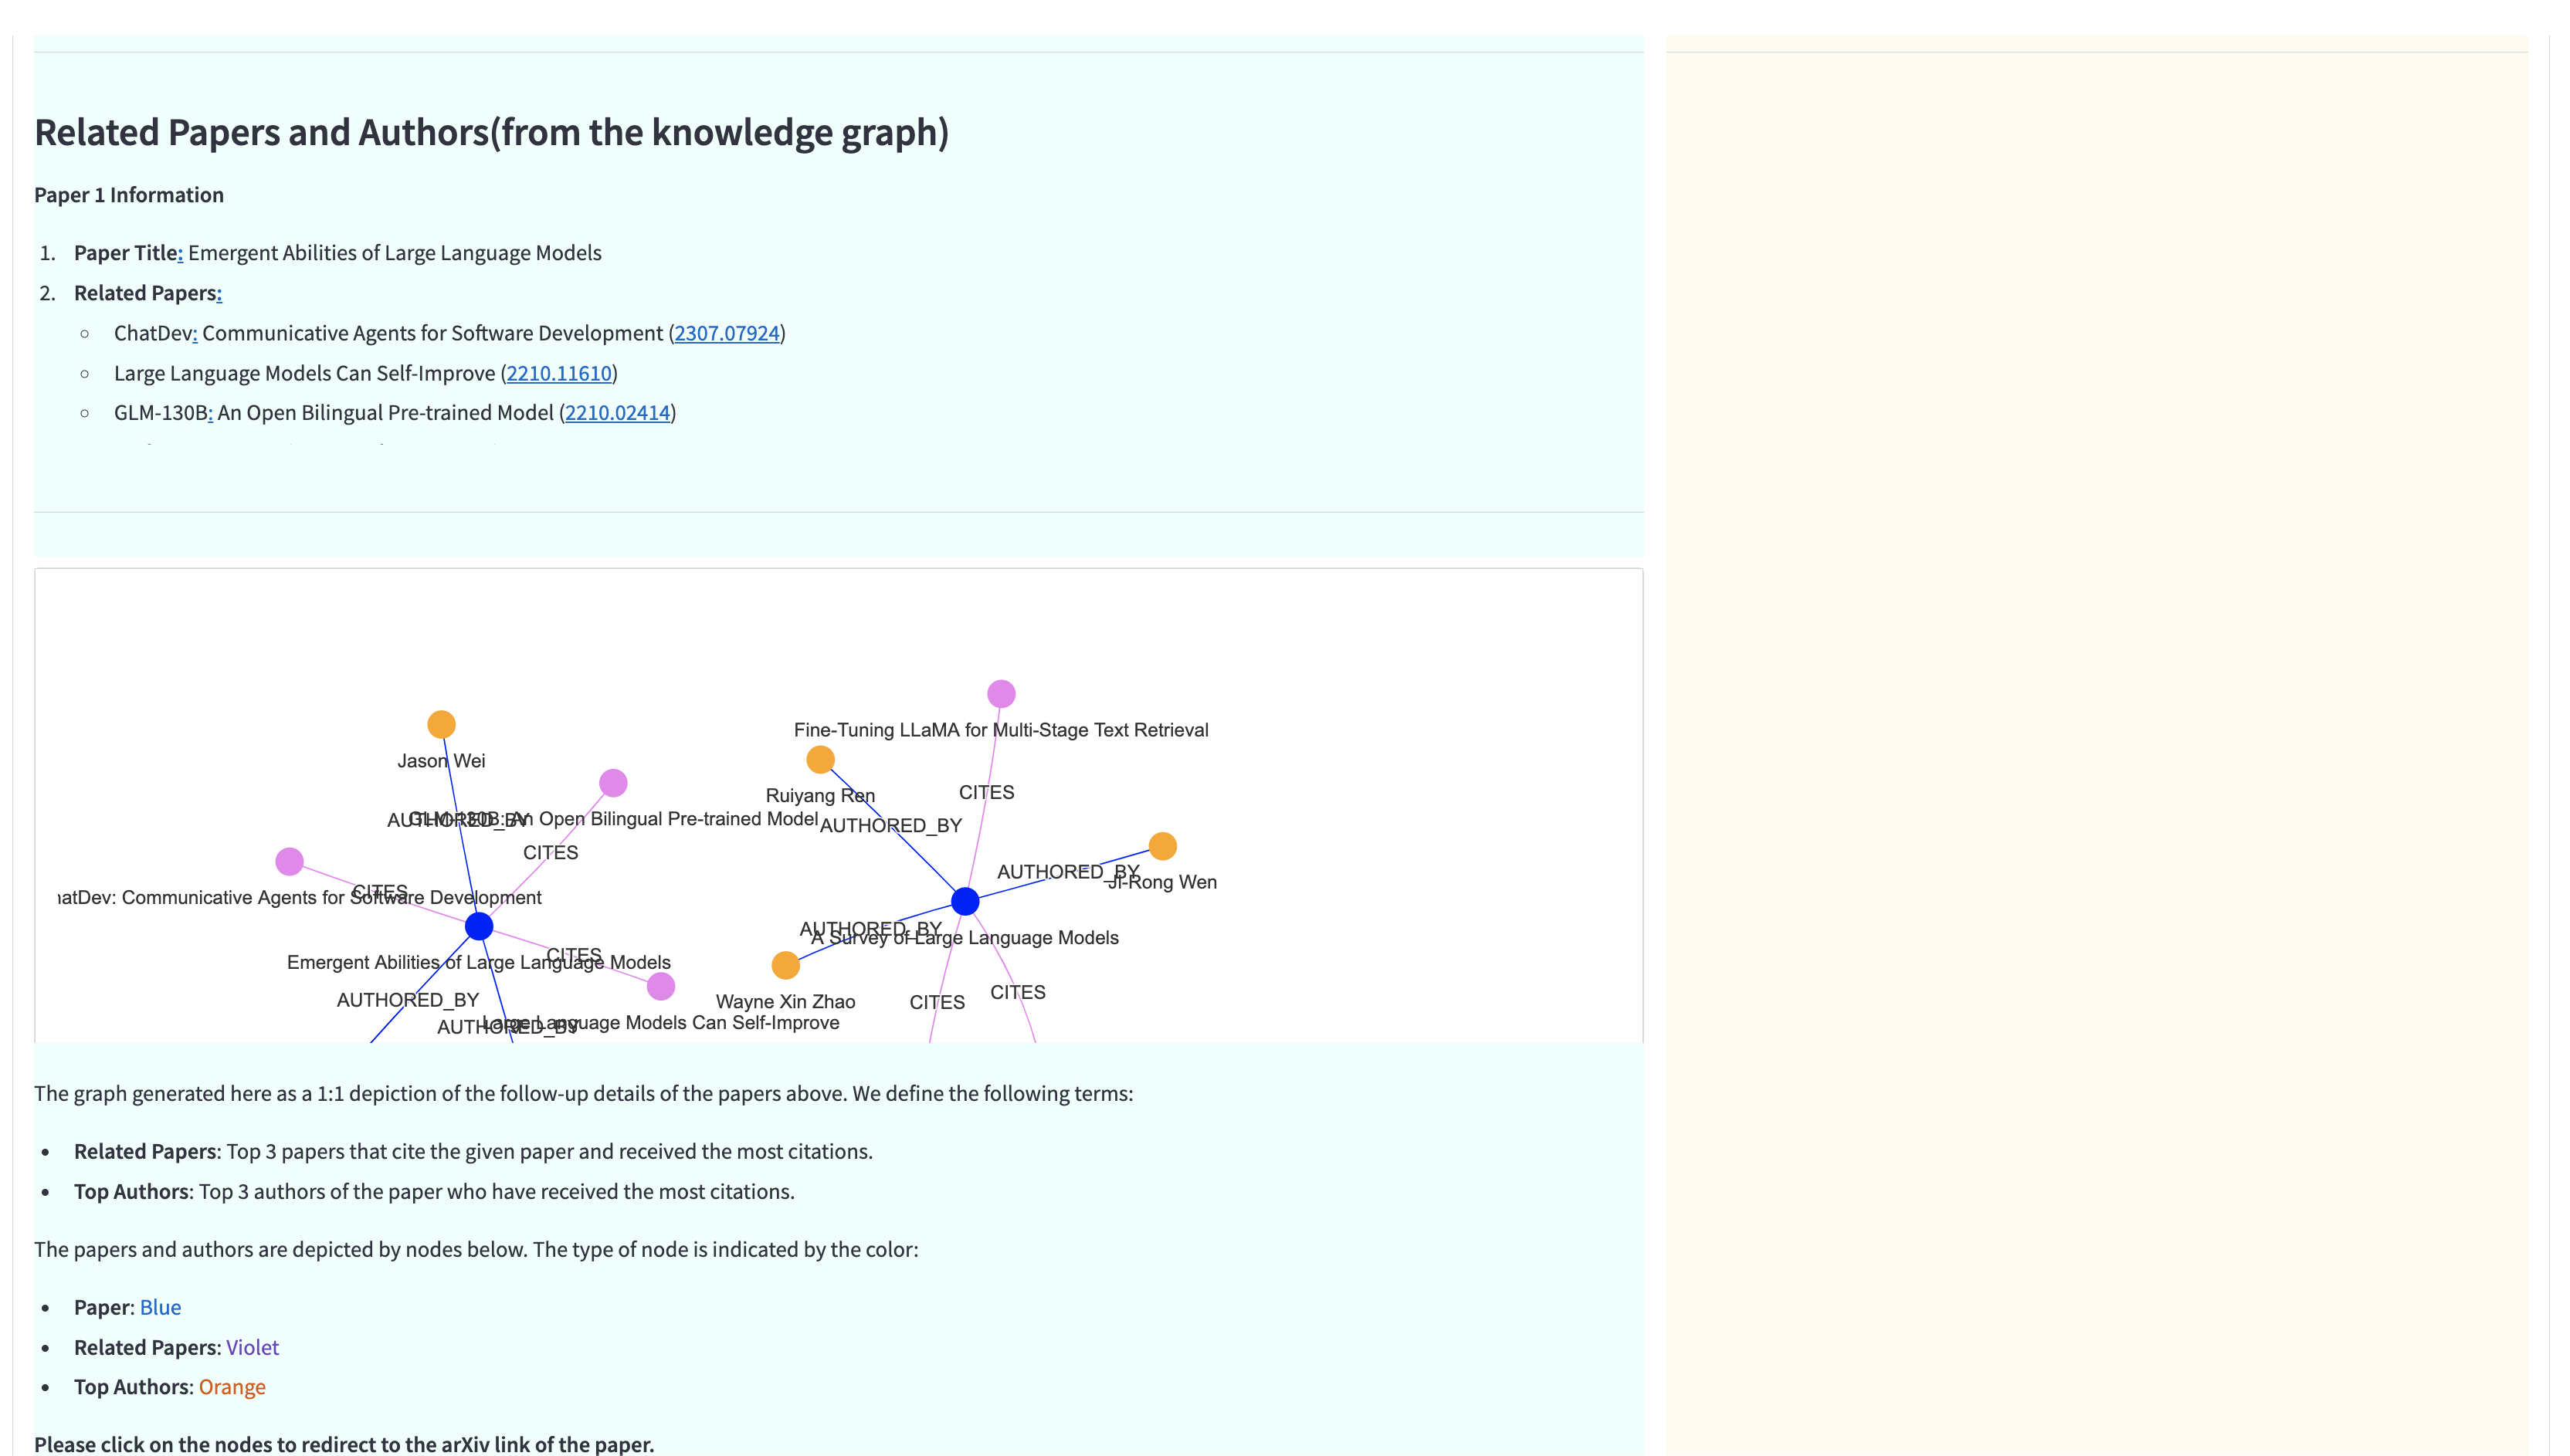 Related Papers and Authors(from the knowledge graph)
Paper 1 Information
1. Paper Title: Emergent Abilities of Large Language Models
2. Related Papers:
ChatDev: Communicative Agents for Software Development (2307.07924)
Large Language Models Can Self-Improve (2210.11610)
GLM-130B: An Open Bilingual Pre-trained Model (2210.02414)
Fine-Tuning LLaMA for Multi-Stage Text Retrieval
Jason Wei
Ruiyang Ren
CITES
AUTHORED_BY
GLM-130B: An Open Bilingual Pre-trained Model
AUTHORED_BY
CITES
AUTHORED_BY
Ji-Rong Wen
CITES
hatDev: Communicative Agents for Software Development
AUTHORED_BY
A Survey of Large Language Models
CITES
Emergent Abilities of Large Language Models
CITES
AUTHORED_BY
Wayne Xin Zhao
CITES
AUTHORED_BY
Large Language Models Can Self-Improve
The graph generated here as a 1:1 depiction of the follow-up details of the papers above. We define the following terms:
Related Papers: Top 3 papers that cite the given paper and received the most citations.
Top Authors: Top 3 authors of the paper who have received the most citations.
The papers and authors are depicted by nodes below. The type of node is indicated by the color:
Paper: Blue
Related Papers: Violet
Top Authors: Orange
Please click on the nodes to redirect to the arXiv link of the paper.